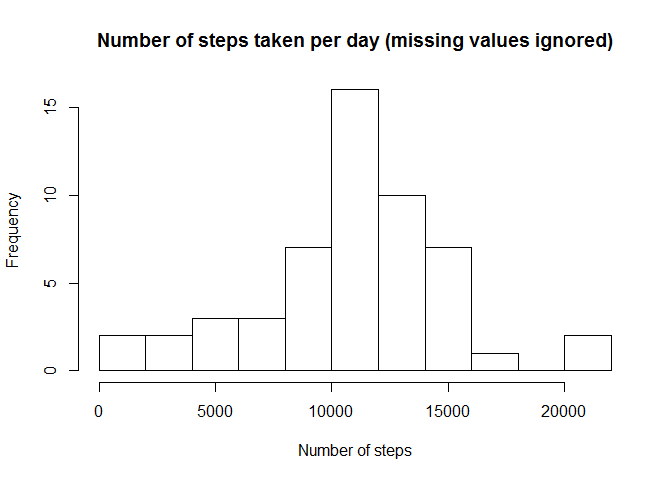 Number of steps taken per day (missing values ignored)
15
10
5
0
Frequency
0 5000 10000 15000 20000
Number of steps